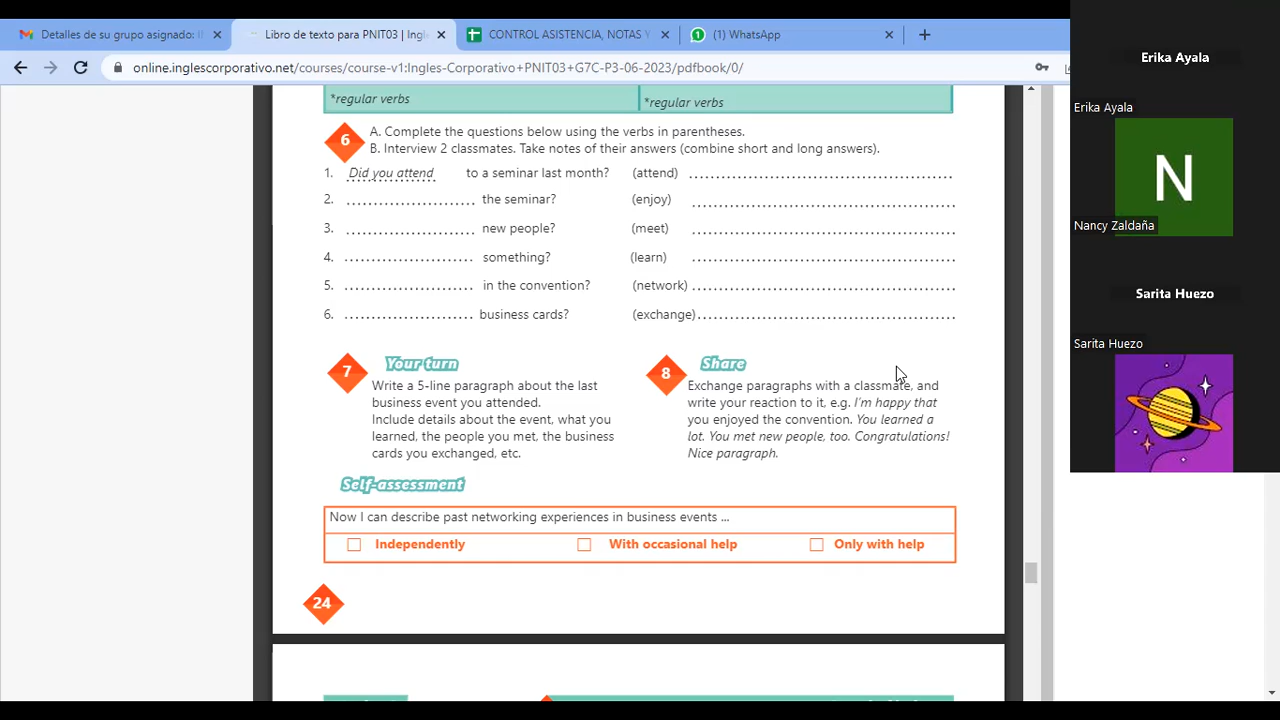 Detalles de su grupo asignado: I
Libro de texto para PNIT03 | Ingl
CONTROL ASISTENCIA, NOTAS Y
(1) WhatsApp
online.inglescorporativo.net/courses/course-v1:Ingles-Corporativo+PNIT03+G7C-P3-06-2023/pdfbook/0/
*regular verbs
*regular verbs
6
A. Complete the questions below using the verbs in parentheses.
B. Interview 2 classmates. Take notes of their answers (combine short and long answers).
1. Did you attend to a seminar last month? (attend) ..............................................
2. ........................ the seminar? (enjoy) ..............................................
3. ........................ new people? (meet) ..............................................
4. ........................ something? (learn) ..............................................
5. ........................ in the convention? (network) ..............................................
6. ........................ business cards? (exchange)..............................................
7
Your turn
Write a 5-line paragraph about the last
business event you attended.
Include details about the event, what you
learned, the people you met, the business
cards you exchanged, etc.
8
Share
Exchange paragraphs with a classmate, and
write your reaction to it, e.g. I'm happy that
you enjoyed the convention. You learned a
lot. You met new people, too. Congratulations!
Nice paragraph.
Self-assessment
Now I can describe past networking experiences in business events ...
Independently
With occasional help
Only with help
24
Erika Ayala
Erika Ayala
N
Nancy Zaldaña
Sarita Huezo
Sarita Huezo